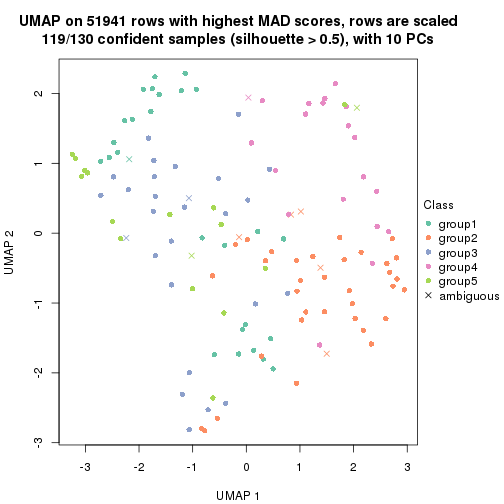 UMAP on 51941 rows with highest MAD scores, rows are scaled
119/130 confident samples (silhouette > 0.5), with 10 PCs
UMAP 2
2
1
0
-1
-2
-3
-3
-2
-1
0
1
2
3
UMAP 1
Class
group1
group2
group3
group4
group5
ambiguous